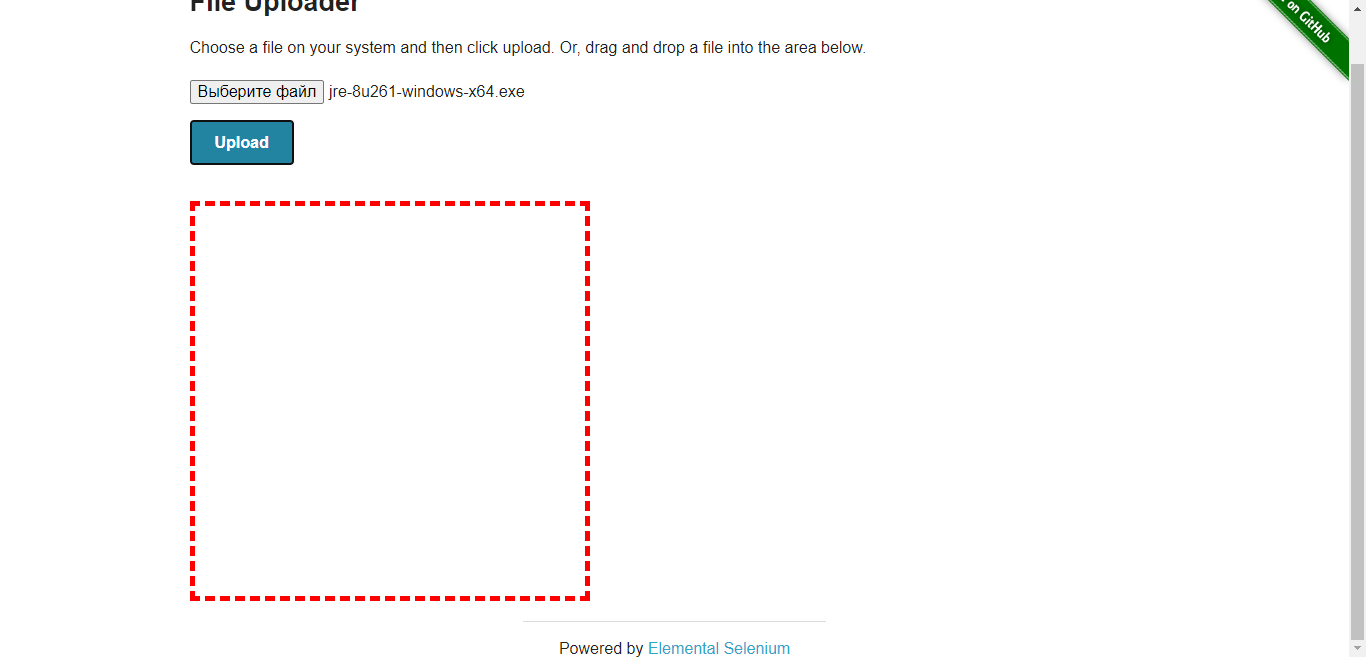 File Uploader
on GitHub
Choose a file on your system and then click upload. Or, drag and drop a file into the area below.
Выберите файл jre-8u261-windows-x64.exe
Upload
Powered by Elemental Selenium